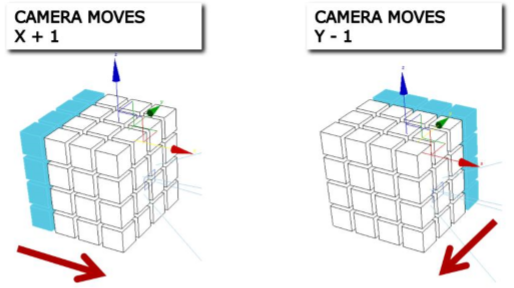 CAMERA MOVES
X + 1
CAMERA MOVES
Y - 1